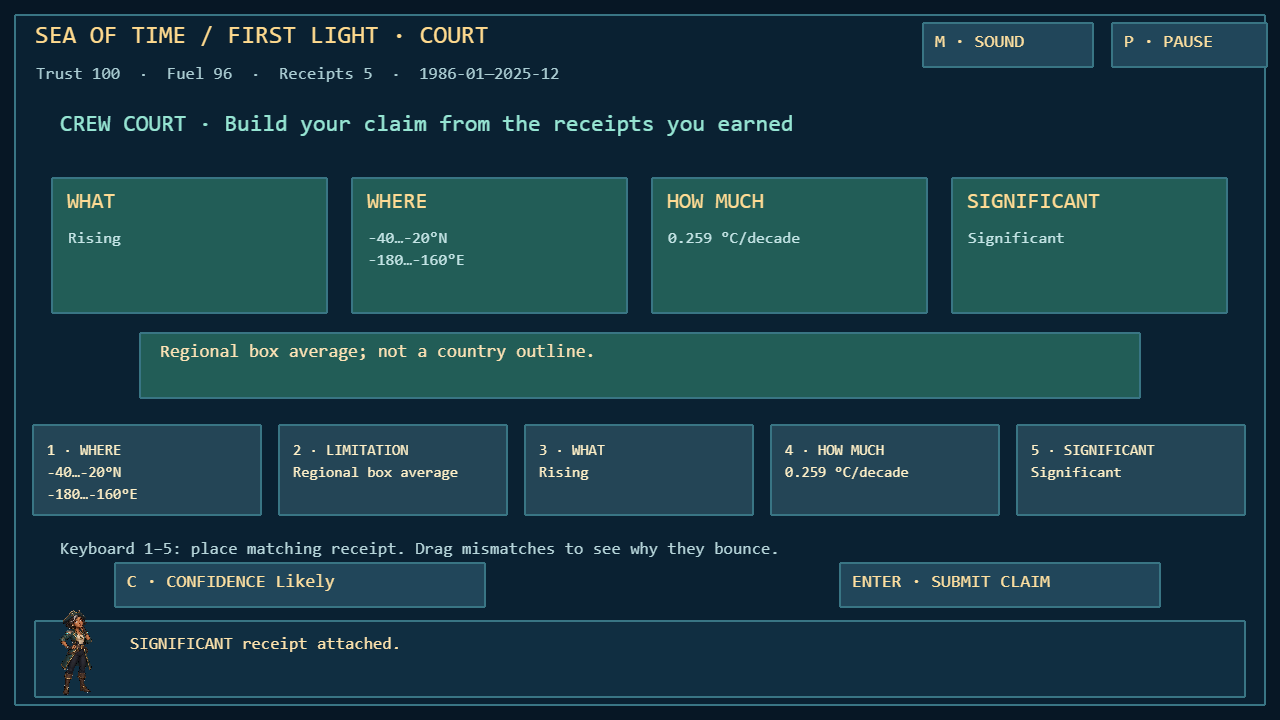 SEA OF TIME / FIRST LIGHT · COURT
M · SOUND
P · PAUSE
Trust 100 · Fuel 96 · Receipts 5 · 1986-01—2025-12
CREW COURT · Build your claim from the receipts you earned
WHAT
Rising
WHERE
-40…-20°N
-180…-160°E
HOW MUCH
0.259 °C/decade
SIGNIFICANT
Significant
Regional box average; not a country outline.
1 · WHERE
-40…-20°N
-180…-160°E
2 · LIMITATION
Regional box average
3 · WHAT
Rising
4 · HOW MUCH
0.259 °C/decade
5 · SIGNIFICANT
Significant
Keyboard 1–5: place matching receipt. Drag mismatches to see why they bounce.
C · CONFIDENCE Likely
ENTER · SUBMIT CLAIM
SIGNIFICANT receipt attached.